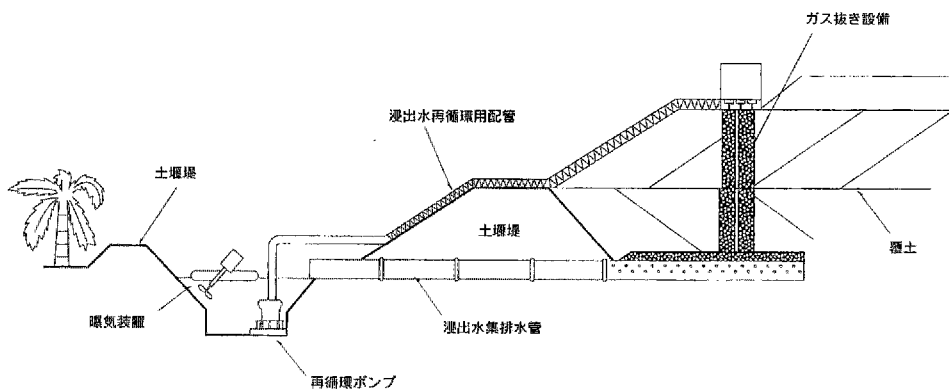 ガス抜き設備
浸出水再循環用配管
土堰堤
土堰堤
覆土
曝気装置
浸出水集排水管
再循環ポンプ